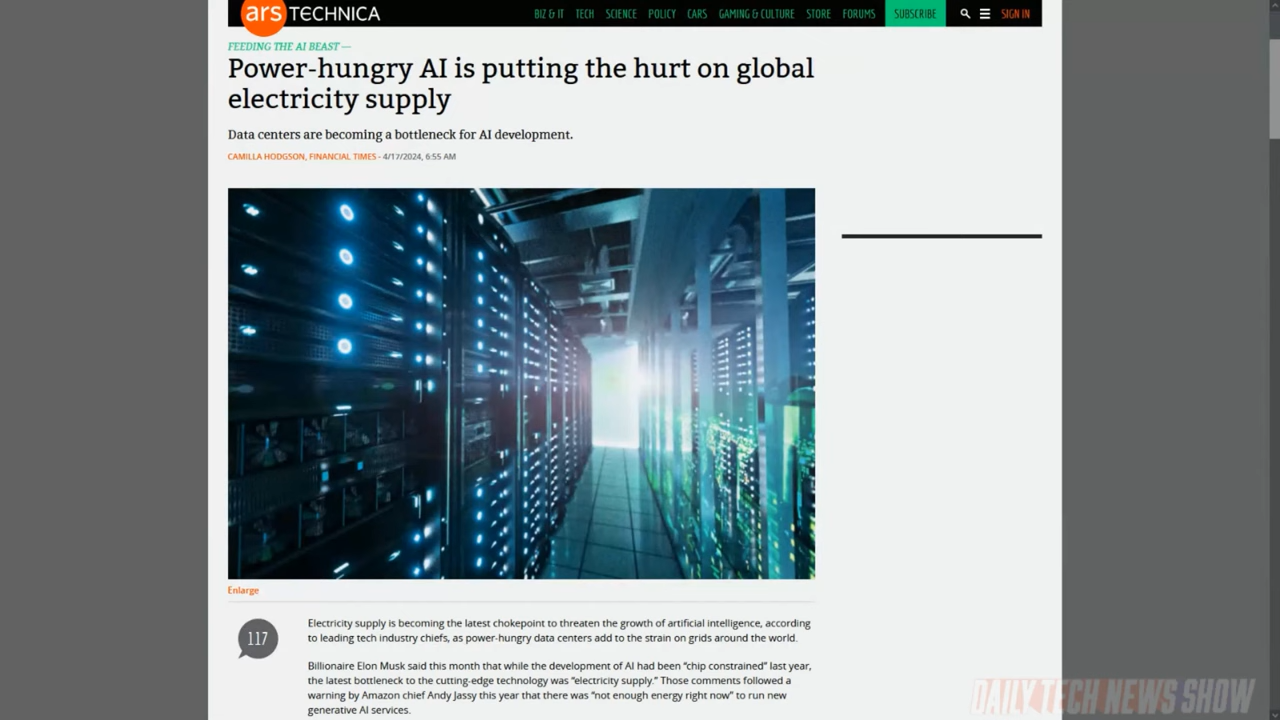 ars TECHNICA
BIZ & IT TECH SCIENCE POLICY CARS GAMING & CULTURE STORE FORUMS SUBSCRIBE SIGN IN
FEEDING THE AI BEAST —
Power-hungry AI is putting the hurt on global
electricity supply
Data centers are becoming a bottleneck for AI development.
CAMILLA HODGSON, FINANCIAL TIMES - 4/17/2024, 6:55 AM
Enlarge
117
Electricity supply is becoming the latest chokepoint to threaten the growth of artificial intelligence, according
to leading tech industry chiefs, as power-hungry data centers add to the strain on grids around the world.
Billionaire Elon Musk said this month that while the development of AI had been “chip constrained” last year,
the latest bottleneck to the cutting-edge technology was “electricity supply.” Those comments followed a
warning by Amazon chief Andy Jassy this year that there was “not enough energy right now” to run new
generative AI services.
DAILY TECH NEWS SHOW